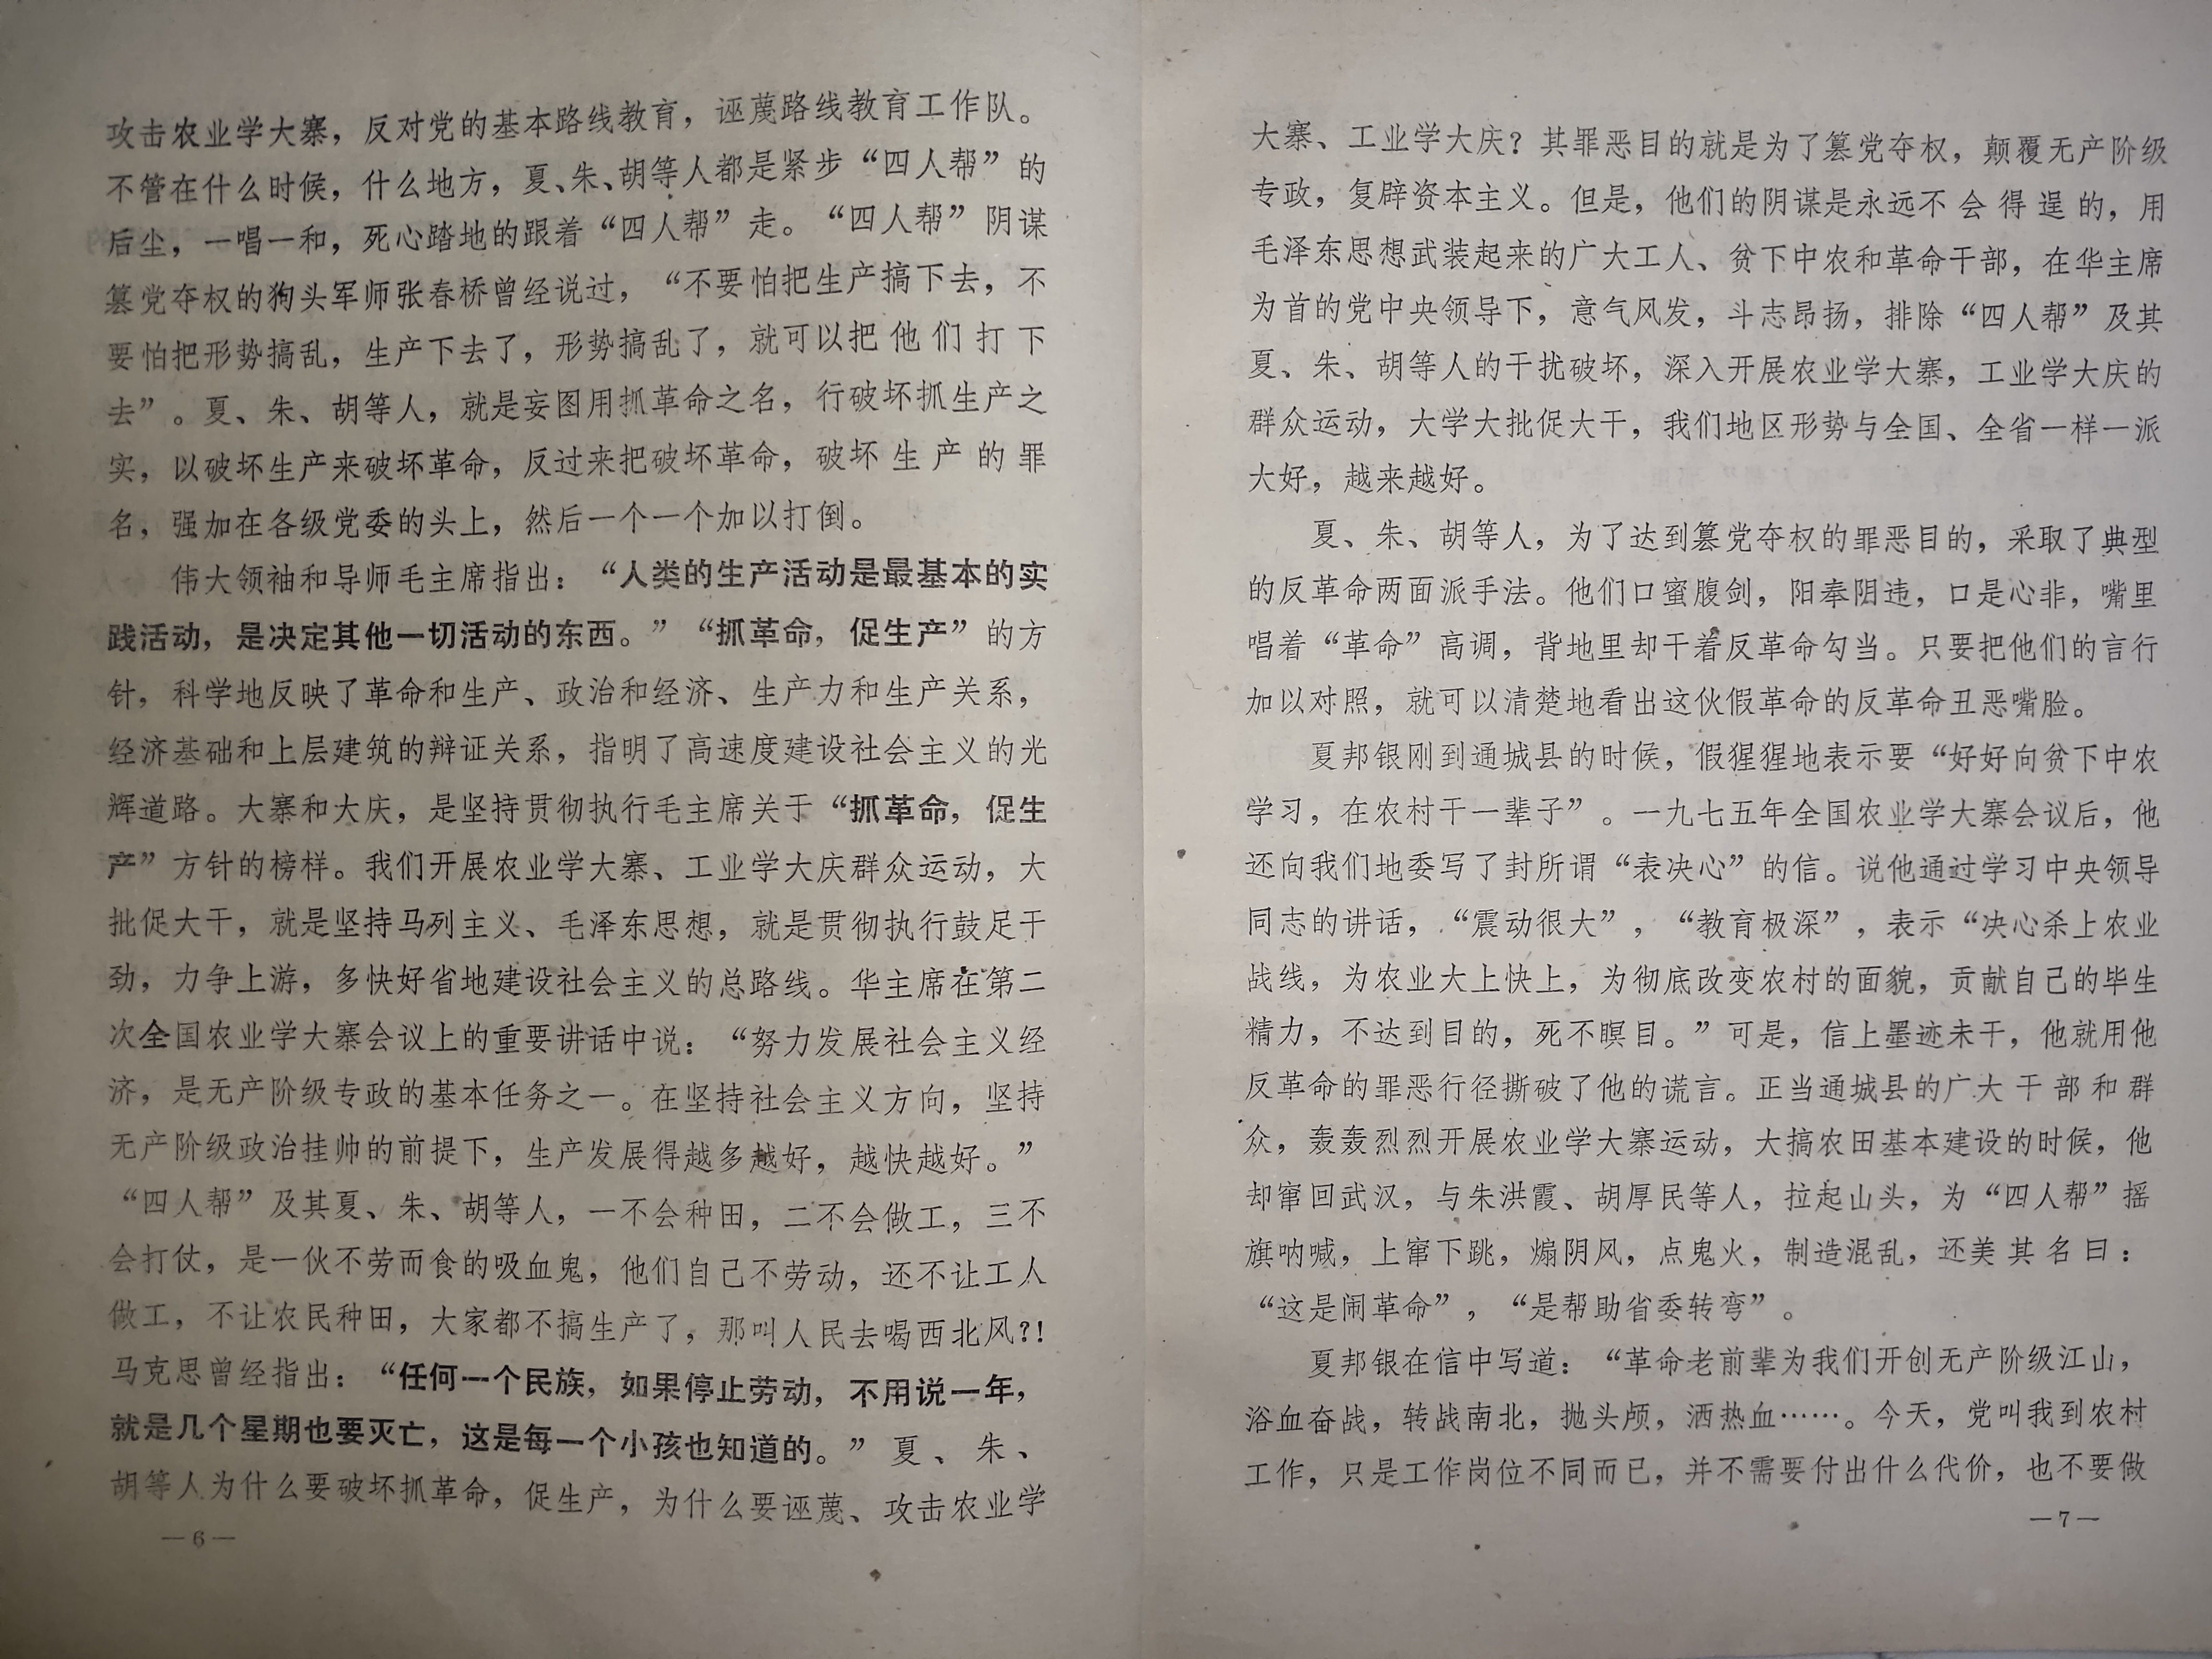 攻击农业学大寨，反对党的基本路线教育，诬蔑路线教育工作队。
不管在什么时候，什么地方，夏、朱、胡等人都是紧步“四人帮”的
后尘，一唱一和，死心踏地的跟着“四人帮”走。“四人帮”阴谋
篡党夺权的狗头军师张春桥曾经说过，“不要怕把生产搞下去，不
要怕把形势搞乱，生产下去了，形势搞乱了，就可以把他们打下
去”。夏、朱、胡等人，就是妄图用抓革命之名，行破坏抓生产之
实，以破坏生产来破坏革命，反过来把破坏革命，破坏生产的罪
名，强加在各级党委的头上，然后一个一个加以打倒。
伟大领袖和导师毛主席指出：“人类的生产活动是最基本的实
践活动，是决定其他一切活动的东西。”“抓革命，促生产”的方
针，科学地反映了革命和生产、政治和经济、生产力和生产关系，
经济基础和上层建筑的辩证关系，指明了高速度建设社会主义的光
辉道路。大寨和大庆，是坚持贯彻执行毛主席关于“抓革命，促生
产”方针的榜样。我们开展农业学大寨、工业学大庆群众运动，大
批促大干，就是坚持马列主义、毛泽东思想，就是贯彻执行鼓足干
劲，力争上游，多快好省地建设社会主义的总路线。华主席在第二
次全国农业学大寨会议上的重要讲话中说：“努力发展社会主义经
济，是无产阶级专政的基本任务之一。在坚持社会主义方向，坚持
无产阶级政治挂帅的前提下，生产发展得越多越好，越快越好。”
“四人帮”及其夏、朱、胡等人，一不会种田，二不会做工，三不
会打仗，是一伙不劳而食的吸血鬼，他们自己不劳动，还不让工人
做工，不让农民种田，大家都不搞生产了，那叫人民去喝西北风？！
马克思曾经指出：“任何一个民族，如果停止劳动，不用说一年，
就是几个星期也要灭亡，这是每一个小孩也知道的。”夏、朱、
胡等人为什么要破坏抓革命，促生产，为什么要诬蔑、攻击农业学
—6—
大寨、工业学大庆？其罪恶目的就是为了篡党夺权，颠覆无产阶级
专政，复辟资本主义。但是，他们的阴谋是永远不会得逞的，用
毛泽东思想武装起来的广大工人、贫下中农和革命干部，在华主席
为首的党中央领导下，意气风发，斗志昂扬，排除“四人帮”及其
夏、朱、胡等人的干扰破坏，深入开展农业学大寨，工业学大庆的
群众运动，大学大批促大干，我们地区形势与全国、全省一样一派
大好，越来越好。
夏、朱、胡等人，为了达到篡党夺权的罪恶目的，采取了典型
的反革命两面派手法。他们口蜜腹剑，阳奉阴违，口是心非，嘴里
唱着“革命”高调，背地里却干着反革命勾当。只要把他们的言行
加以对照，就可以清楚地看出这伙假革命的反革命丑恶嘴脸。
夏邦银刚到通城县的时候，假猩猩地表示要“好好向贫下中农
学习，在农村干一辈子”。一九七五年全国农业学大寨会议后，他
还向我们地委写了封所谓“表决心”的信。说他通过学习中央领导
同志的讲话，“震动很大”，“教育极深”，表示“决心杀上农业
战线，为农业大上快上，为彻底改变农村的面貌，贡献自己的毕生
精力，不达到目的，死不瞑目。”可是，信上墨迹未干，他就用他
反革命的罪恶行径撕破了他的谎言。正当通城县的广大干部和群
众，轰轰烈烈开展农业学大寨运动，大搞农田基本建设的时候，他
却窜回武汉，与朱洪霞、胡厚民等人，拉起山头，为“四人帮”摇
旗呐喊，上窜下跳，煽阴风，点鬼火，制造混乱，还美其名曰：
“这是闹革命”，“是帮助省委转弯”。
夏邦银在信中写道：“革命老前辈为我们开创无产阶级江山，
浴血奋战，转战南北，抛头颅，洒热血……。今天，党叫我到农村
工作，只是工作岗位不同而已，并不需要付出什么代价，也不要做
—7—